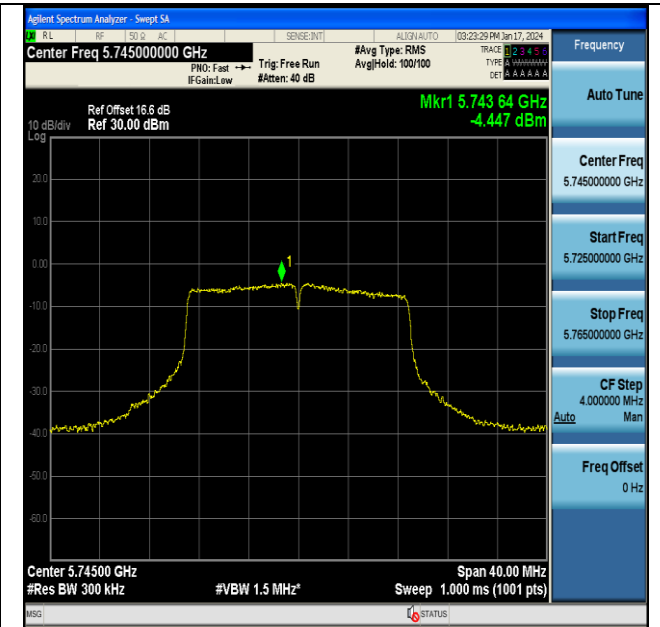 Agilent Spectrum Analyzer - Swept SA
RL RF 50 Ω AC SENSE:INT ALIGN AUTO 03:23:29 PM Jan 17, 2024
Center Freq 5.745000000 GHz
#Avg Type: RMS
TRACE 1 2 3 4 5 6
PNO: Fast Trig: Free Run Avg|Hold: 100/100
TYPE A WWWWW
IFGain:Low #Atten: 40 dB
DET A A A A A A
Mkr1 5.743 64 GHz
Ref Offset 16.6 dB
10 dB/div Ref 30.00 dBm -4.447 dBm
Log
20.0
10.0
1
0.00
-10.0
-20.0
-30.0
-40.0
-50.0
-60.0
Center 5.74500 GHz Span 40.00 MHz
#Res BW 300 kHz #VBW 1.5 MHz* Sweep 1.000 ms (1001 pts)
MSG STATUS
Frequency
Auto Tune
Center Freq
5.745000000 GHz
Start Freq
5.725000000 GHz
Stop Freq
5.765000000 GHz
CF Step
4.000000 MHz
Auto Man
Freq Offset
0 Hz